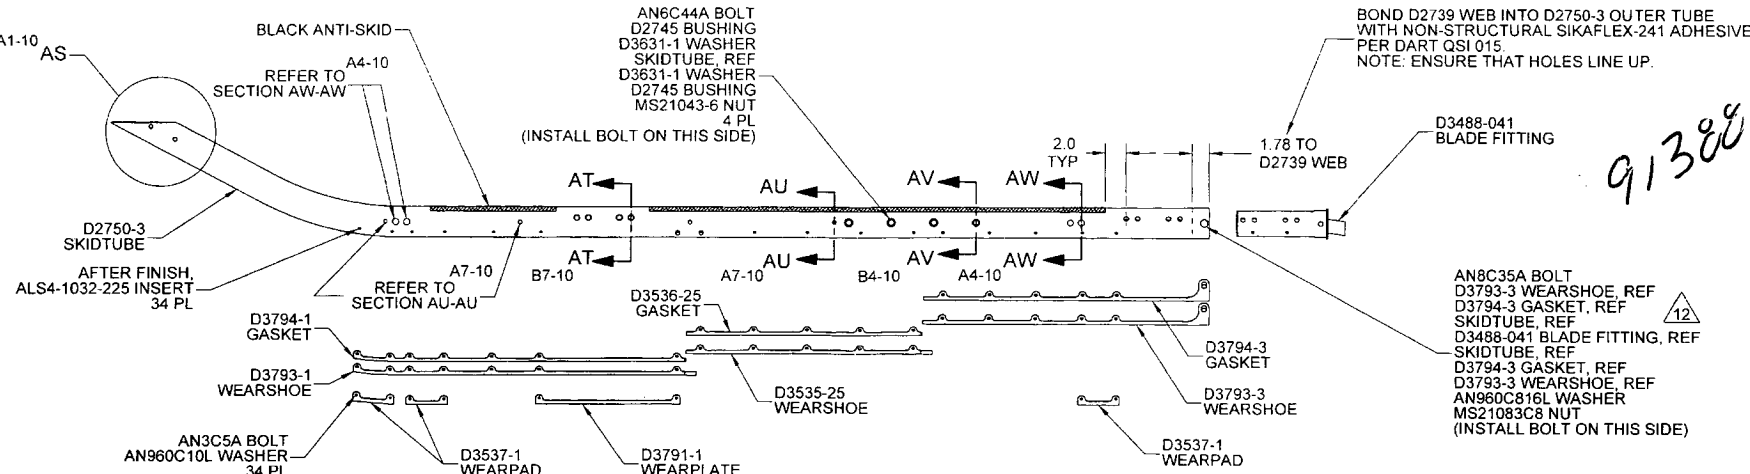 A1-10
AS
BLACK ANTI-SKID
A4-10
REFER TO
SECTION AW-AW
AN6C44A BOLT
D2745 BUSHING
D3631-1 WASHER
SKIDTUBE, REF
D3631-1 WASHER
D2745 BUSHING
MS21043-6 NUT
4 PL
(INSTALL BOLT ON THIS SIDE)
BOND D2739 WEB INTO D2750-3 OUTER TUBE
WITH NON-STRUCTURAL SIKAFLEX-241 ADHESIVE
PER DART QSI 015.
NOTE: ENSURE THAT HOLES LINE UP.
2.0
TYP
1.78 TO
D2739 WEB
D3488-041
BLADE FITTING
AT
AU
AV
AW
D2750-3
SKIDTUBE
AFTER FINISH,
ALS4-1032-225 INSERT
34 PL
REFER TO
SECTION AU-AU
A7-10
AT
B7-10
A7-10
AU
B4-10
AV
A4-10
AW
D3794-1
GASKET
D3793-1
WEARSHOE
AN3C5A BOLT
AN960C10L WASHER
34 PL
D3537-1
WEARPAD
D3791-1
WEARPLATE
D3536-25
GASKET
D3535-25
WEARSHOE
D3794-3
GASKET
D3793-3
WEARSHOE
D3537-1
WEARPAD
AN8C35A BOLT
D3793-3 WEARSHOE, REF
D3794-3 GASKET, REF
SKIDTUBE, REF
D3488-041 BLADE FITTING, REF
SKIDTUBE, REF
D3794-3 GASKET, REF
D3793-3 WEARSHOE, REF
AN960C816L WASHER
MS21083C8 NUT
(INSTALL BOLT ON THIS SIDE)
12